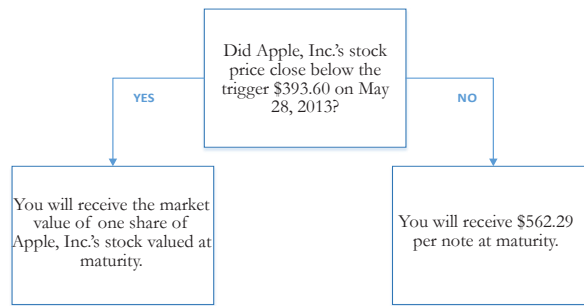 Did Apple, Inc.'s stock
price close below the
trigger $393.60 on May
28, 2013?
YES
NO
You will receive the market
value of one share of
Apple, Inc.'s stock valued at
maturity.
You will receive $562.29
per note at maturity.